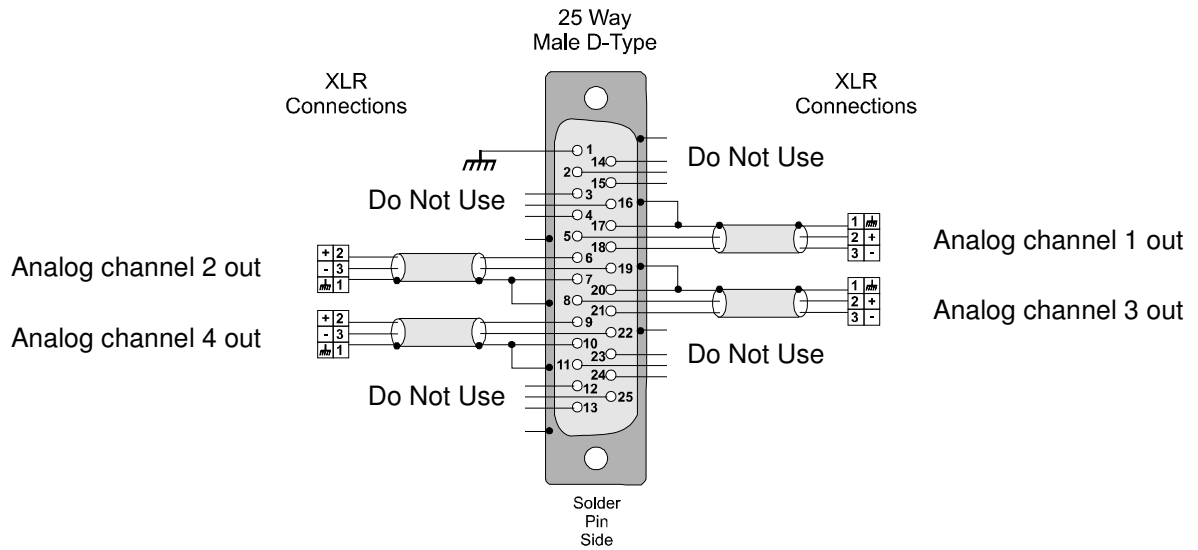 25 Way
Male D-Type
XLR
Connections
XLR
Connections
1
14
Do Not Use
2
15
3
Do Not Use
16
4
17
1
5
2 +
18
3 -
Analog channel 1 out
+ 2
6
- 3
19
1
7
Analog channel 2 out
20
1
8
2 +
21
3 -
Analog channel 3 out
+ 2
9
- 3
22
1
10
Analog channel 4 out
23
Do Not Use
11
24
12
Do Not Use
25
13
Solder
Pin
Side